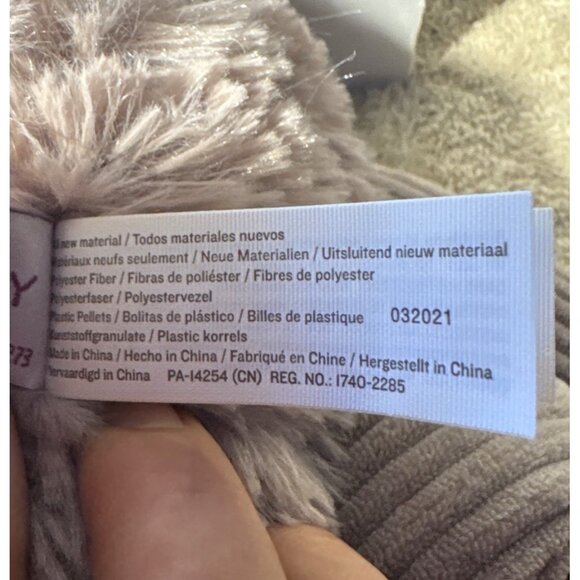 new material / Todos materiales nuevos
Matériaux neufs seulement / Neue Materialien / Uitsluitend nieuw materiaal
Polyester Fiber / Fibras de poliéster / Fibres de polyester
Polyesterfaser / Polyestervezel
Plastic Pellets / Bolitas de plástico / Billes de plastique 032021
Kunststoffgranulate / Plastic korrels
Made in China / Hecho in China / Fabriqué en Chine / Hergestellt in China
Vervaardigd in China PA-14254 (CN) REG. NO.: 1740-2285
Y
973